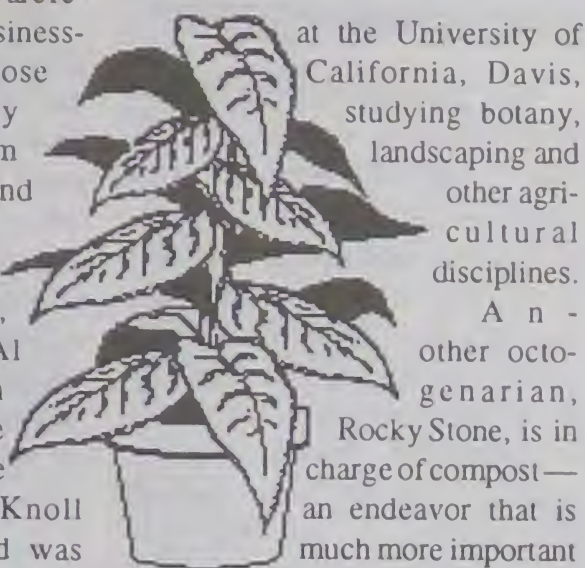 siness-
ose
y
m
nd
,
Al
n
e
e
Knoll
d was
at the University of
California, Davis,
studying botany,
landscaping and
other agri-
cultural
disciplines.
A n -
other octo-
genarian,
Rocky Stone, is in
charge of compost—
an endeavor that is
much more important